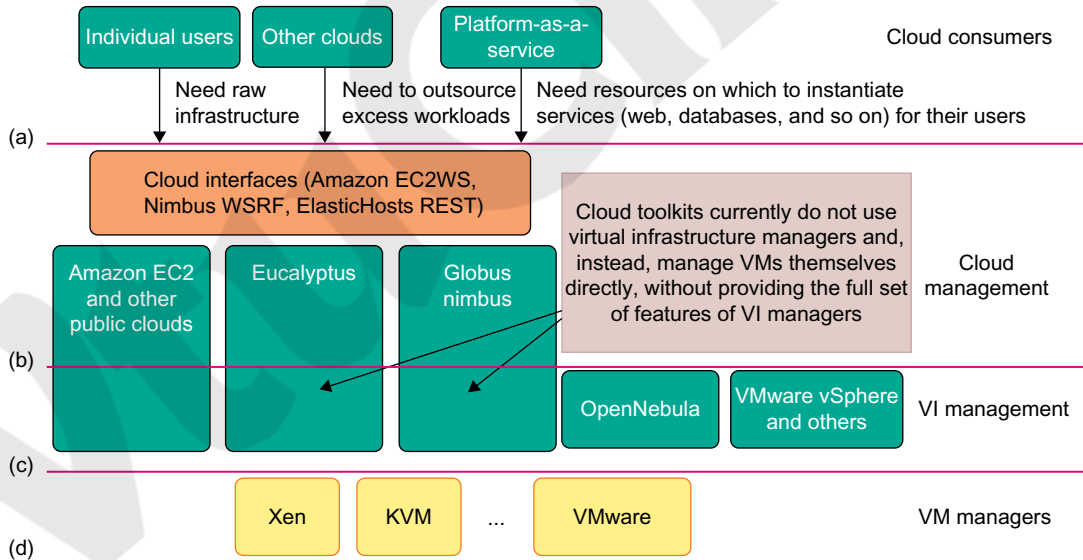 Individual users
Other clouds
Platform-as-a-
service
Cloud consumers
Need raw
infrastructure
Need to outsource
excess workloads
Need resources on which to instantiate
services (web, databases, and so on) for their users
(a)
Cloud interfaces (Amazon EC2WS,
Nimbus WSRF, ElasticHosts REST)
Cloud toolkits currently do not use
virtual infrastructure managers and,
instead, manage VMs themselves
directly, without providing the full set
of features of VI managers
Cloud
management
Amazon EC2
and other
public clouds
Eucalyptus
Globus
nimbus
(b)
OpenNebula
VMware vSphere
and others
VI management
(c)
Xen
KVM
...
VMware
VM managers
(d)